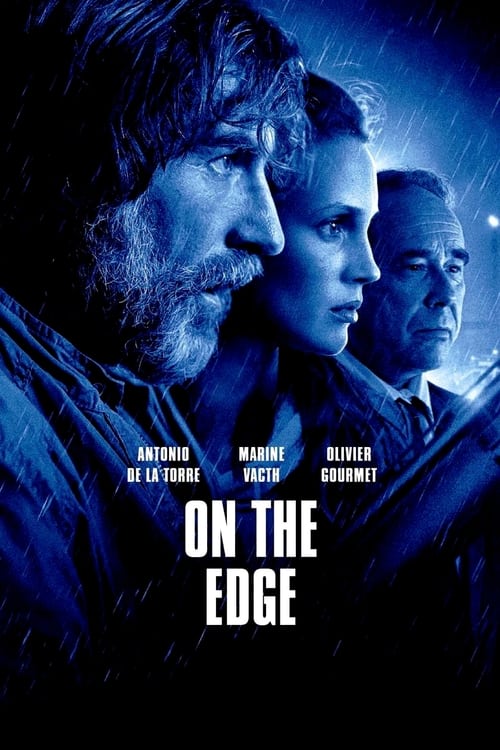 ANTONIO MARINE OLIVIER
DE LA TORRE VACTH GOURMET
ON THE
EDGE